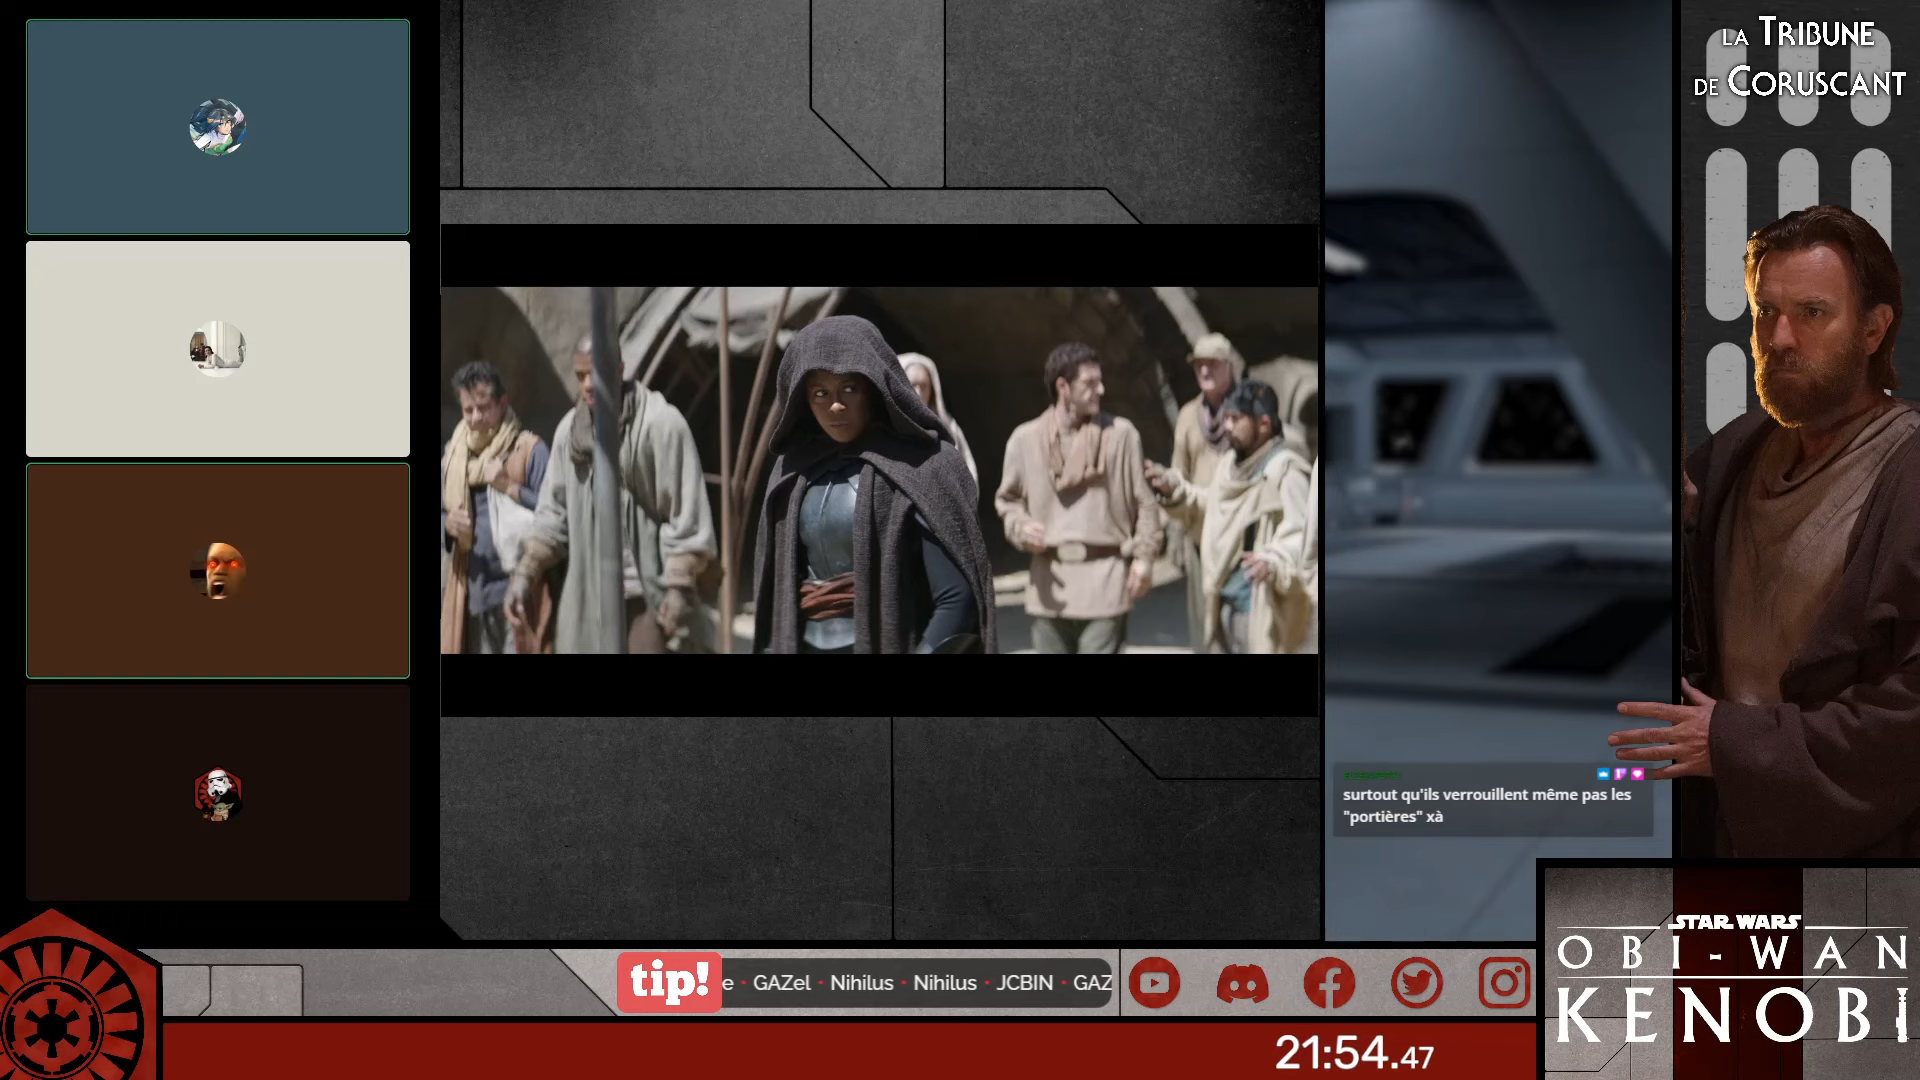 LA TRIBUNE
DE CORUSCANT
surtout qu'ils verrouillent même pas les
"portières" xà
STAR WARS
OBI-WAN
KENOBI
tip! e • GAZel • Nihilus • Nihilus • JCBIN • GAZ
21:54.47